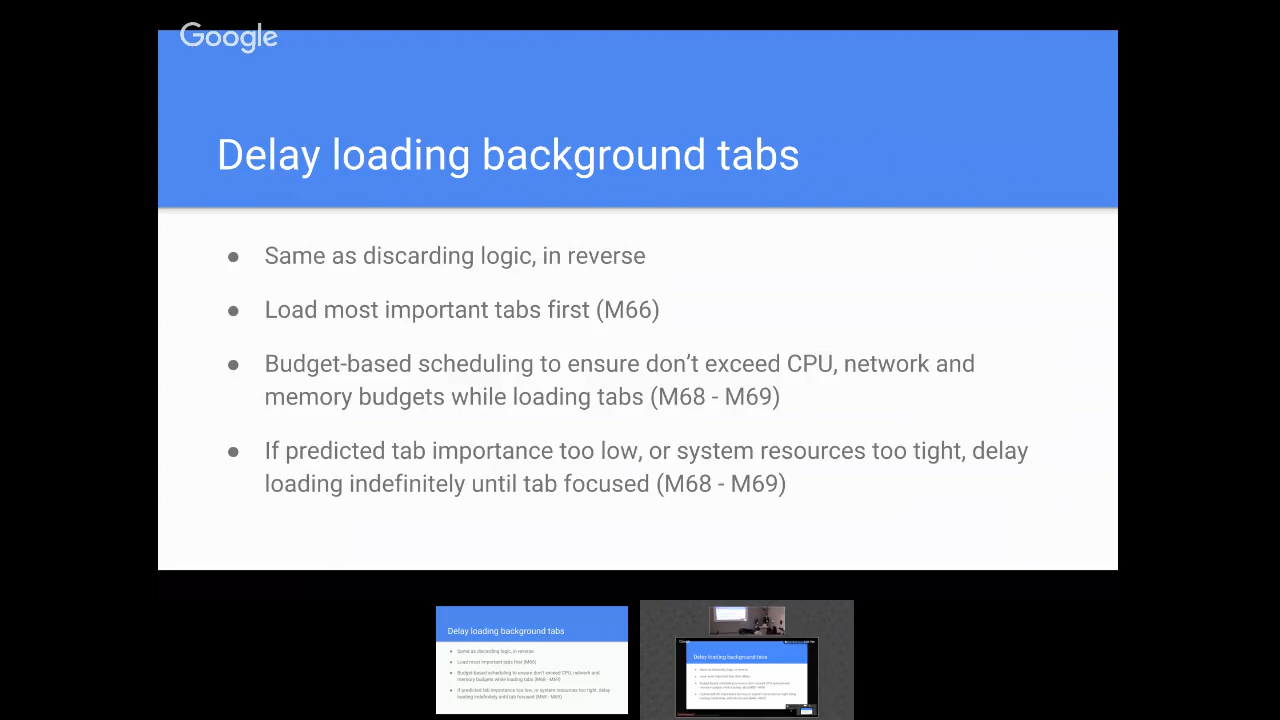 Google
Delay loading background tabs
● Same as discarding logic, in reverse
● Load most important tabs first (M66)
● Budget-based scheduling to ensure don’t exceed CPU, network and
memory budgets while loading tabs (M68 - M69)
● If predicted tab importance too low, or system resources too tight, delay
loading indefinitely until tab focused (M68 - M69)
Delay loading background tabs
● Same as discarding logic, in reverse
● Load most important tabs first (M66)
● Budget-based scheduling to ensure don’t exceed CPU, network and
memory budgets while loading tabs (M68 - M69)
● If predicted tab importance too low, or system resources too tight, delay
loading indefinitely until tab focused (M68 - M69)
Delay loading background tabs